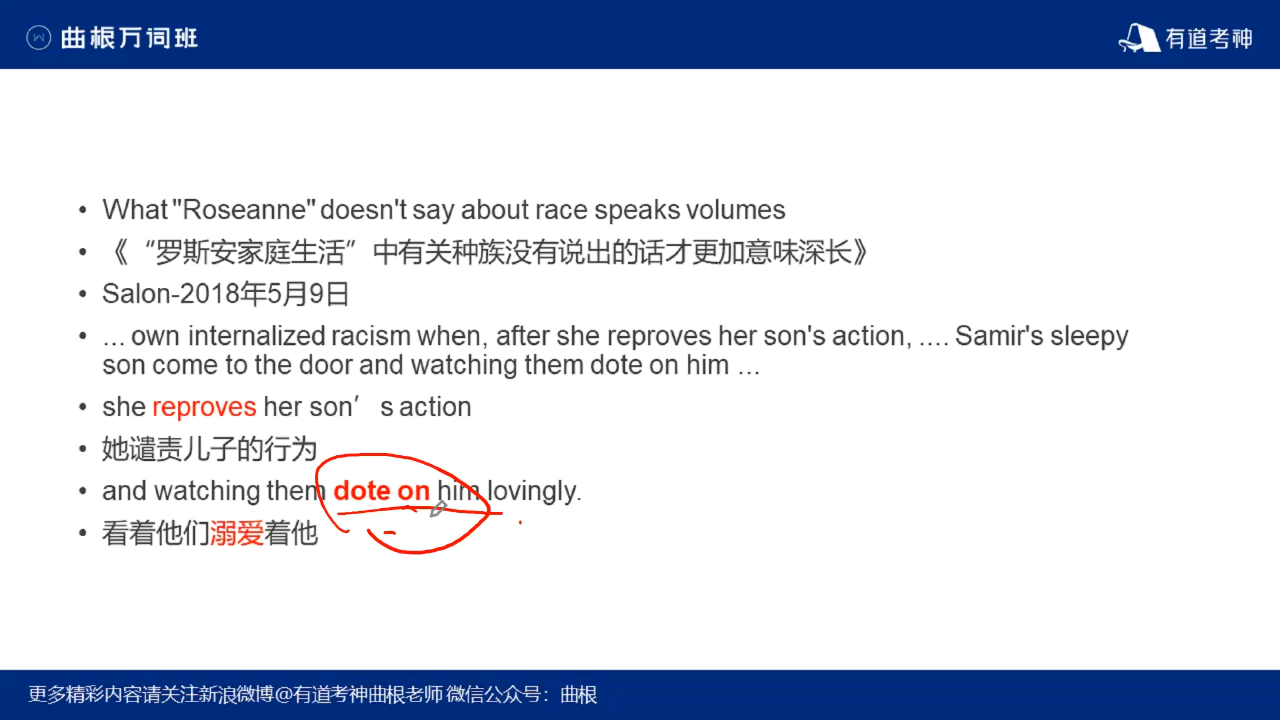 曲根万词班
有道考神
• What "Roseanne" doesn't say about race speaks volumes
• 《 “罗斯安家庭生活” 中有关种族没有说出的话才更加意味深长》
• Salon-2018年5月9日
• ... own internalized racism when, after she reproves her son's action, .... Samir's sleepy
son come to the door and watching them dote on him ...
• she reproves her son’s action
• 她谴责儿子的行为
• and watching them dote on him lovingly.
• 看着他们溺爱着他
更多精彩内容请关注新浪微博@有道考神曲根老师 微信公众号：曲根